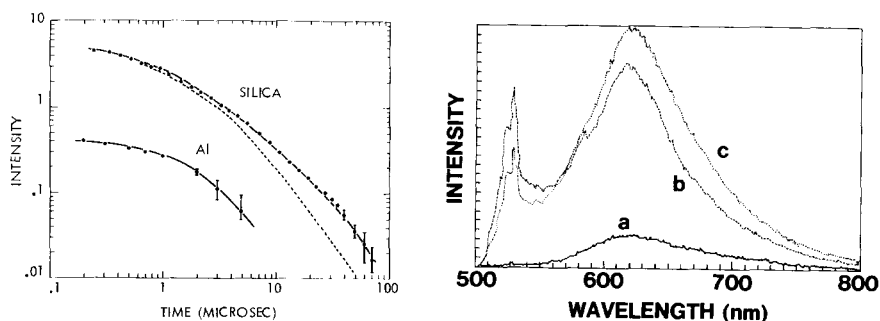 10
1
.1
.01
INTENSITY
SILICA
Al
.1
1
10
100
TIME (MICROSEC)
INTENSITY
c
b
a
500
600
700
800
WAVELENGTH (nm)